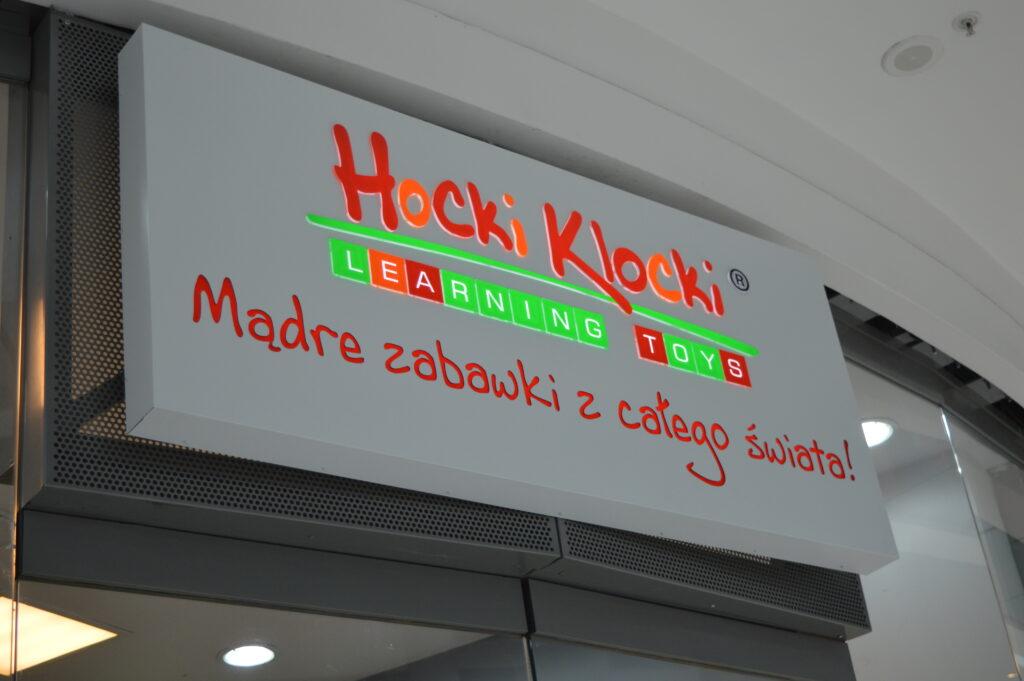 Hocki Klocki ®
LEARNING TOYS
Mądre zabawki z całego świata!